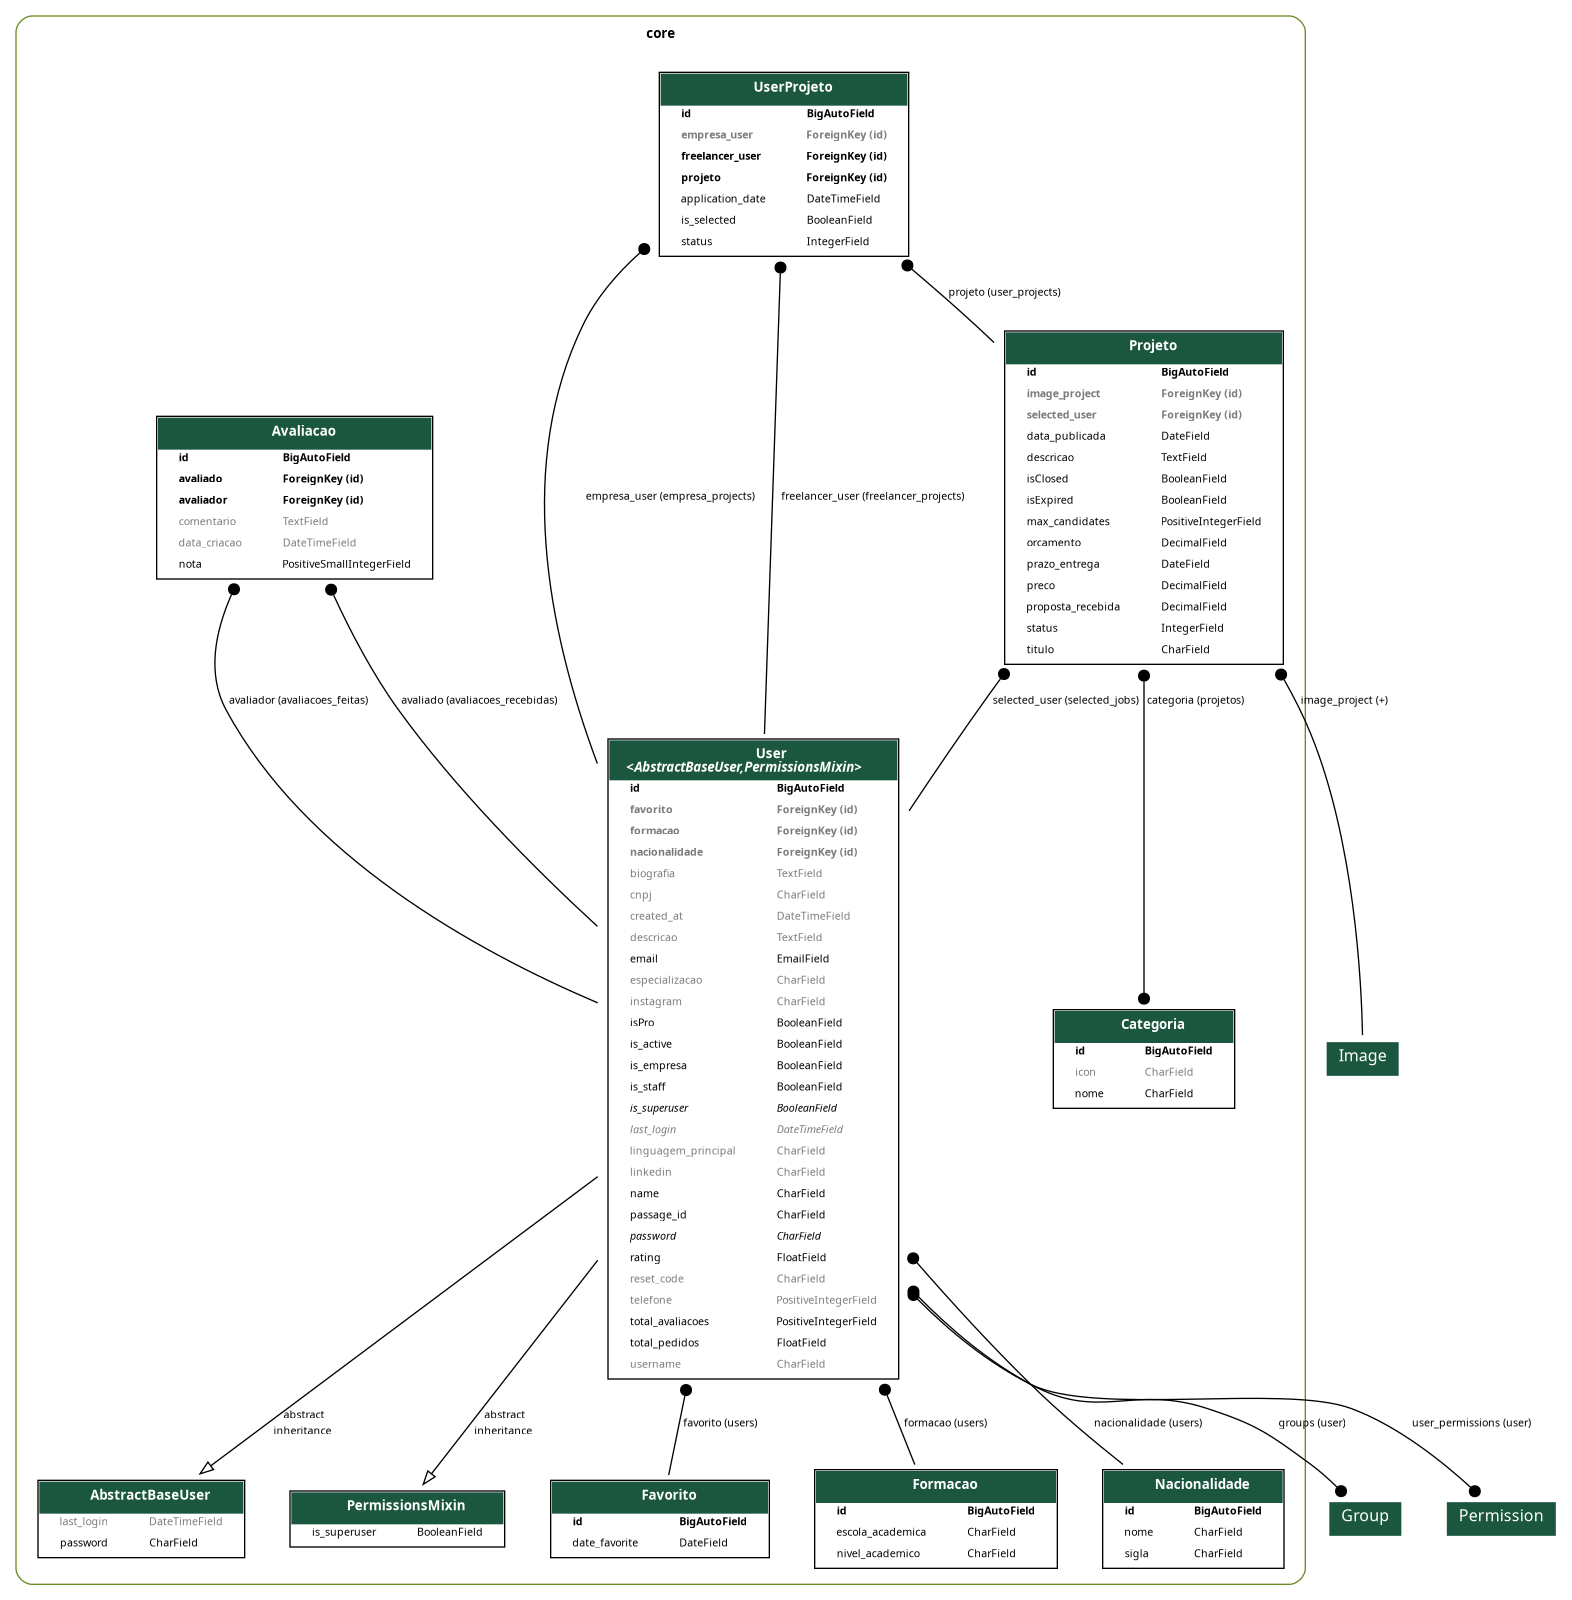 core
UserProjeto
id BigAutoField
empresa_user ForeignKey (id)
freelancer_user ForeignKey (id)
projeto ForeignKey (id)
application_date DateTimeField
is_selected BooleanField
status IntegerField
projeto (user_projects)
Projeto
id BigAutoField
image_project ForeignKey (id)
selected_user ForeignKey (id)
data_publicada DateField
descricao TextField
isClosed BooleanField
isExpired BooleanField
max_candidates PositiveIntegerField
orcamento DecimalField
prazo_entrega DateField
preco DecimalField
proposta_recebida DecimalField
status IntegerField
titulo CharField
Avaliacao
id BigAutoField
avaliado ForeignKey (id)
avaliador ForeignKey (id)
comentario TextField
data_criacao DateTimeField
nota PositiveSmallIntegerField
empresa_user (empresa_projects)
freelancer_user (freelancer_projects)
avaliador (avaliacoes_feitas)
avaliado (avaliacoes_recebidas)
selected_user (selected_jobs)
categoria (projetos)
image_project (+)
User
<AbstractBaseUser,PermissionsMixin>
id BigAutoField
favorito ForeignKey (id)
formacao ForeignKey (id)
nacionalidade ForeignKey (id)
biografia TextField
cnpj CharField
created_at DateTimeField
descricao TextField
email EmailField
especializacao CharField
instagram CharField
isPro BooleanField
is_active BooleanField
is_empresa BooleanField
is_staff BooleanField
is_superuser BooleanField
last_login DateTimeField
linguagem_principal CharField
linkedin CharField
name CharField
passage_id CharField
password CharField
rating FloatField
reset_code CharField
telefone PositiveIntegerField
total_avaliacoes PositiveIntegerField
total_pedidos FloatField
username CharField
Categoria
id BigAutoField
icon CharField
nome CharField
Image
abstract
inheritance
abstract
inheritance
favorito (users)
formacao (users)
nacionalidade (users)
groups (user)
user_permissions (user)
AbstractBaseUser
last_login DateTimeField
password CharField
PermissionsMixin
is_superuser BooleanField
Favorito
id BigAutoField
date_favorite DateField
Formacao
id BigAutoField
escola_academica CharField
nivel_academico CharField
Nacionalidade
id BigAutoField
nome CharField
sigla CharField
Group
Permission